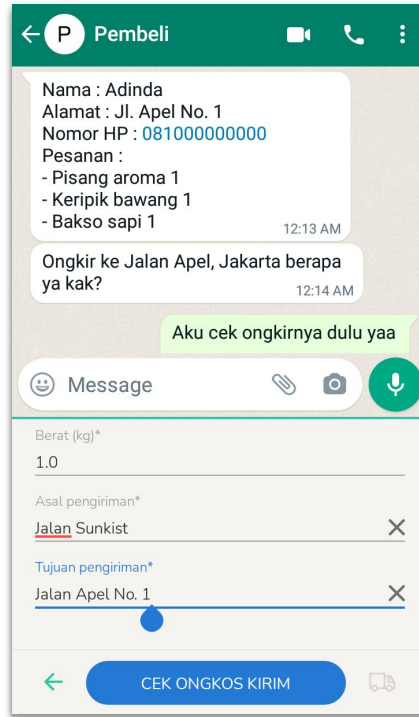 P Pembeli
Nama : Adinda
Alamat : Jl. Apel No. 1
Nomor HP : 081000000000
Pesanan :
- Pisang aroma 1
- Keripik bawang 1
- Bakso sapi 1
12:13 AM
Ongkir ke Jalan Apel, Jakarta berapa
ya kak?
12:14 AM
Aku cek ongkirnya dulu yaa
Message
Berat (kg)*
1.0
Asal pengiriman*
Jalan Sunkist
Tujuan pengiriman*
Jalan Apel No. 1
CEK ONGKOS KIRIM